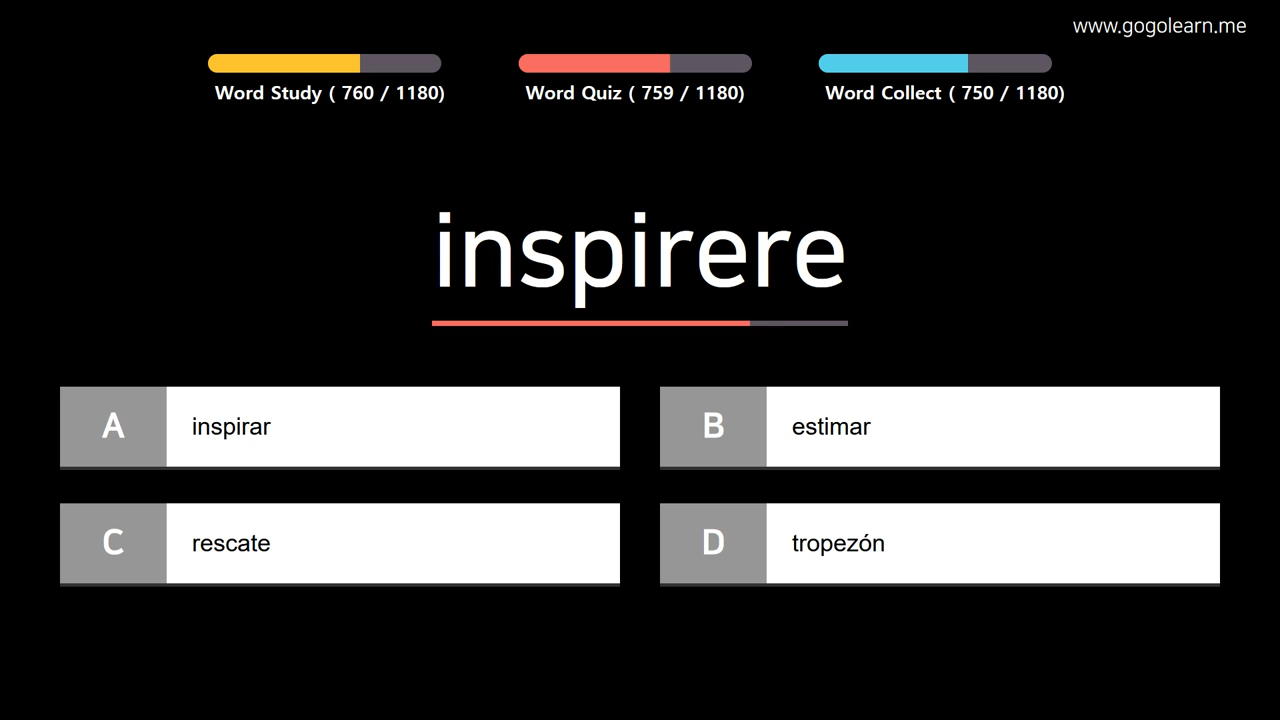 www.gogolearn.me
Word Study ( 760 / 1180)
Word Quiz ( 759 / 1180)
Word Collect ( 750 / 1180)
inspirere
A inspirar
B estimar
C rescate
D tropezón